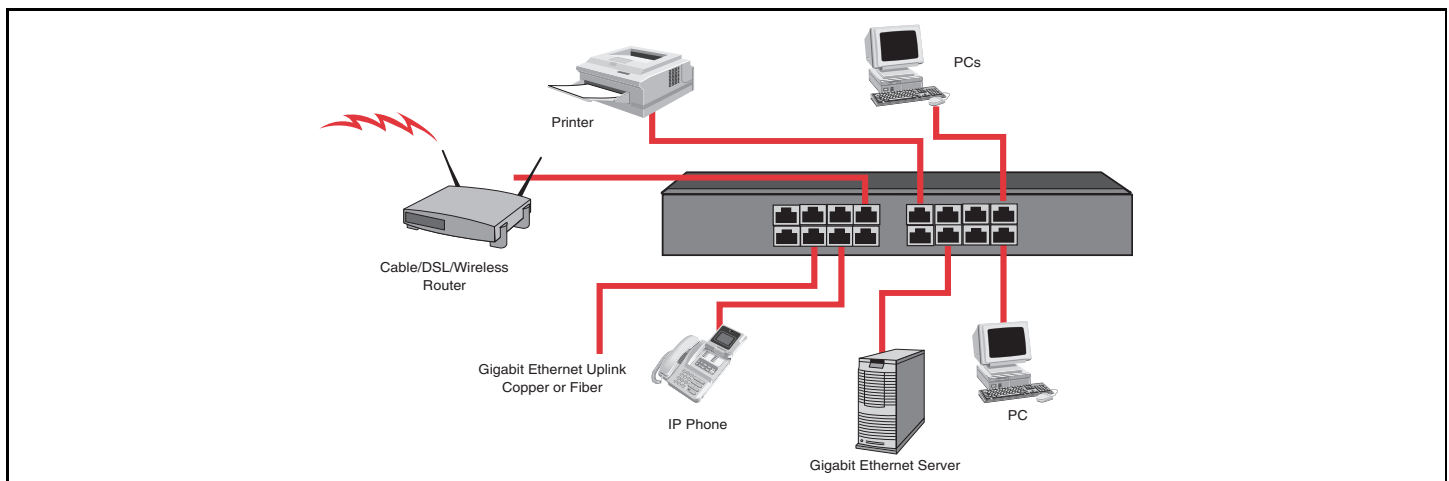 PCs
Printer
Cable/DSL/Wireless
Router
Gigabit Ethernet Uplink
Copper or Fiber
IP Phone
PC
Gigabit Ethernet Server